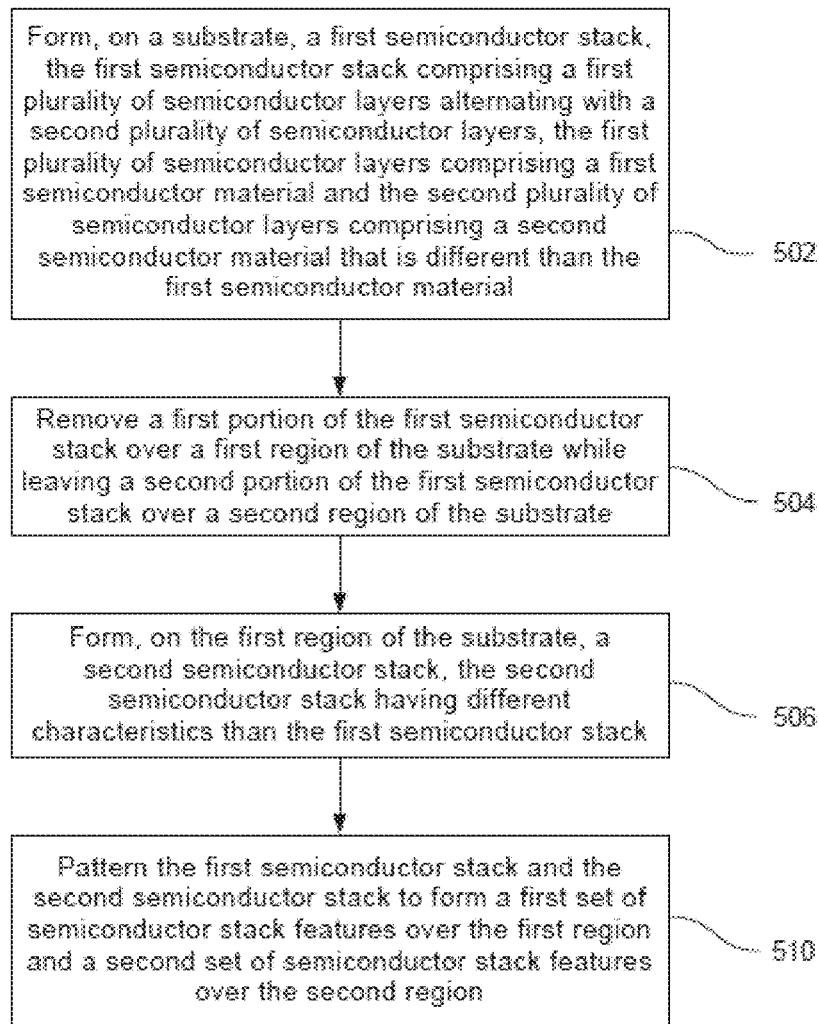 Form, on a substrate, a first semiconductor stack,
the first semiconductor stack comprising a first
plurality of semiconductor layers alternating with a
second plurality of semiconductor layers, the first
plurality of semiconductor layers comprising a first
semiconductor material and the second plurality of
semiconductor layers comprising a second
semiconductor material that is different than the
first semiconductor material
502
Remove a first portion of the first semiconductor
stack over a first region of the substrate while
leaving a second portion of the first semiconductor
stack over a second region of the substrate
504
Form, on the first region of the substrate, a
second semiconductor stack, the second
semiconductor stack having different
characteristics than the first semiconductor stack
506
Pattern the first semiconductor stack and the
second semiconductor stack to form a first set of
semiconductor stack features over the first region
and a second set of semiconductor stack features
over the second region
510